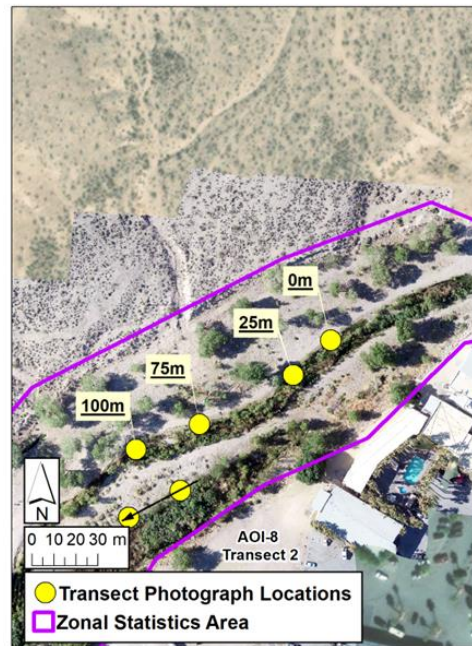 0m
25m
75m
100m
N
0 10 20 30 m
AOI-8
Transect 2
Transect Photograph Locations
Zonal Statistics Area